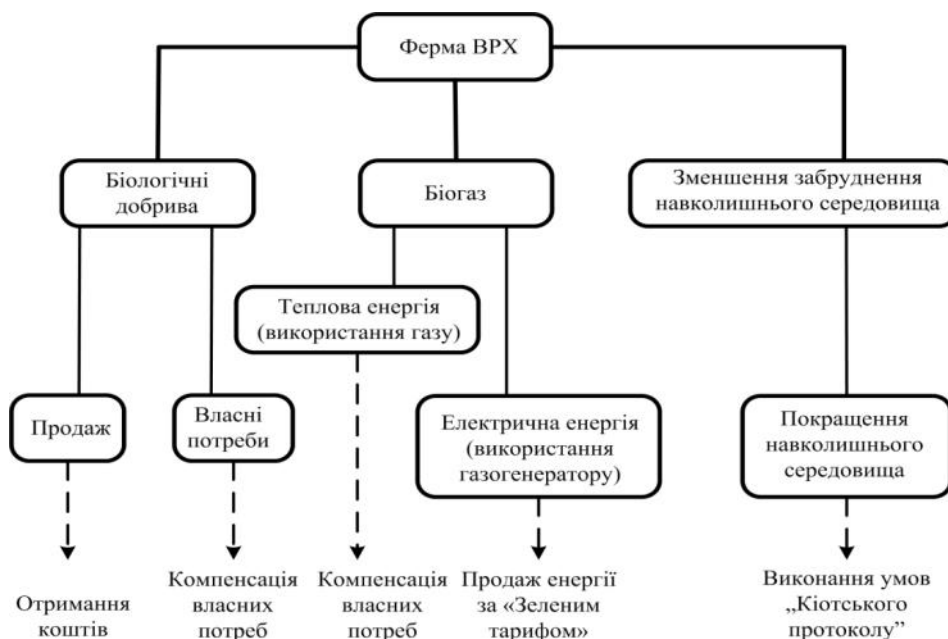 Ферма ВРХ
Біологічні
добрива
Біогаз
Зменшення забруднення
навколишнього середовища
Теплова енергія
(використання газу)
Продаж
Власні
потреби
Електрична енергія
(використання
газогенератору)
Покращення
навколишнього
середовища
Отримання
коштів
Компенсація
власних
потреб
Компенсація
власних
потреб
Продаж енергії
за «Зеленим
тарифом»
Виконання умов
„Кіотського
протоколу”